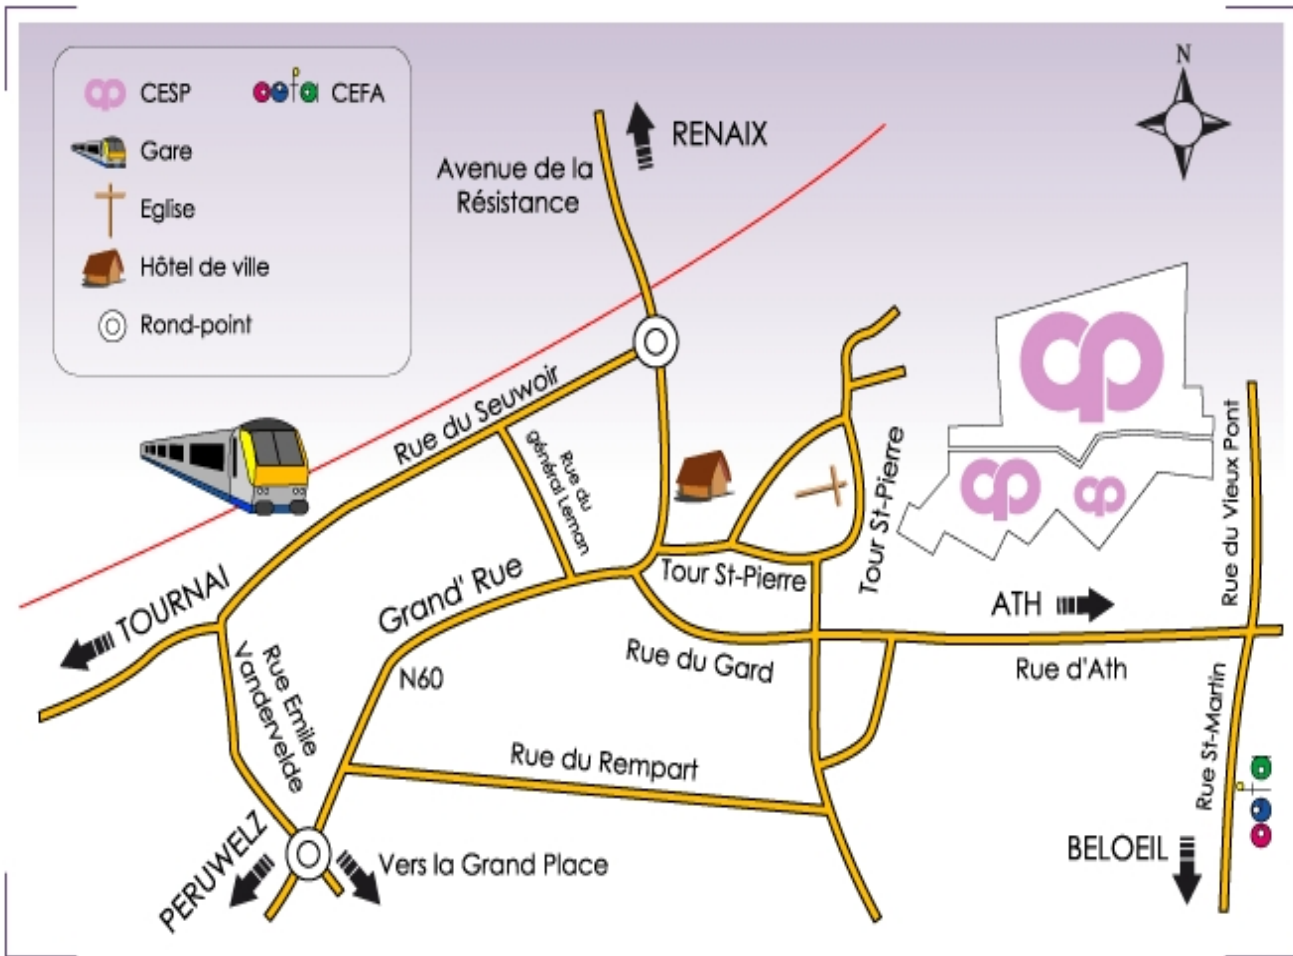 CESP
cefa CEFA
Gare
Eglise
Hôtel de ville
Rond-point
N
RENAIX
Avenue de la
Résistance
Rue du Seuwoir
Rue du
général Leman
Tour St-Pierre
Rue du Vieux Pont
TOURNAI
Grand' Rue
Tour St-Pierre
ATH
Rue du Gard
Rue d'Ath
N60
Rue Emile
Vandervelde
Rue du Rempart
Rue St-Martin
cefa
PERUWELZ
Vers la Grand Place
BELOEIL